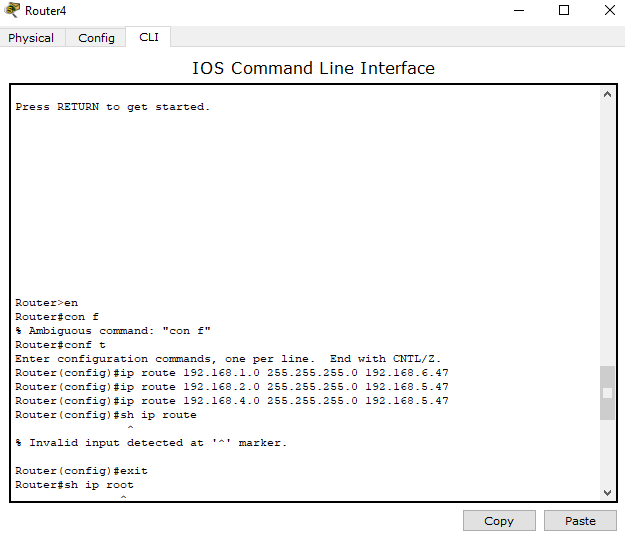 Router4
Physical Config CLI
IOS Command Line Interface
Press RETURN to get started.
Router>en
Router#con f
% Ambiguous command: "con f"
Router#conf t
Enter configuration commands, one per line.  End with CNTL/Z.
Router(config)#ip route 192.168.1.0 255.255.255.0 192.168.6.47
Router(config)#ip route 192.168.2.0 255.255.255.0 192.168.5.47
Router(config)#ip route 192.168.4.0 255.255.255.0 192.168.5.47
Router(config)#sh ip route
^
% Invalid input detected at '^' marker.
Router(config)#exit
Router#sh ip root
^
Copy Paste